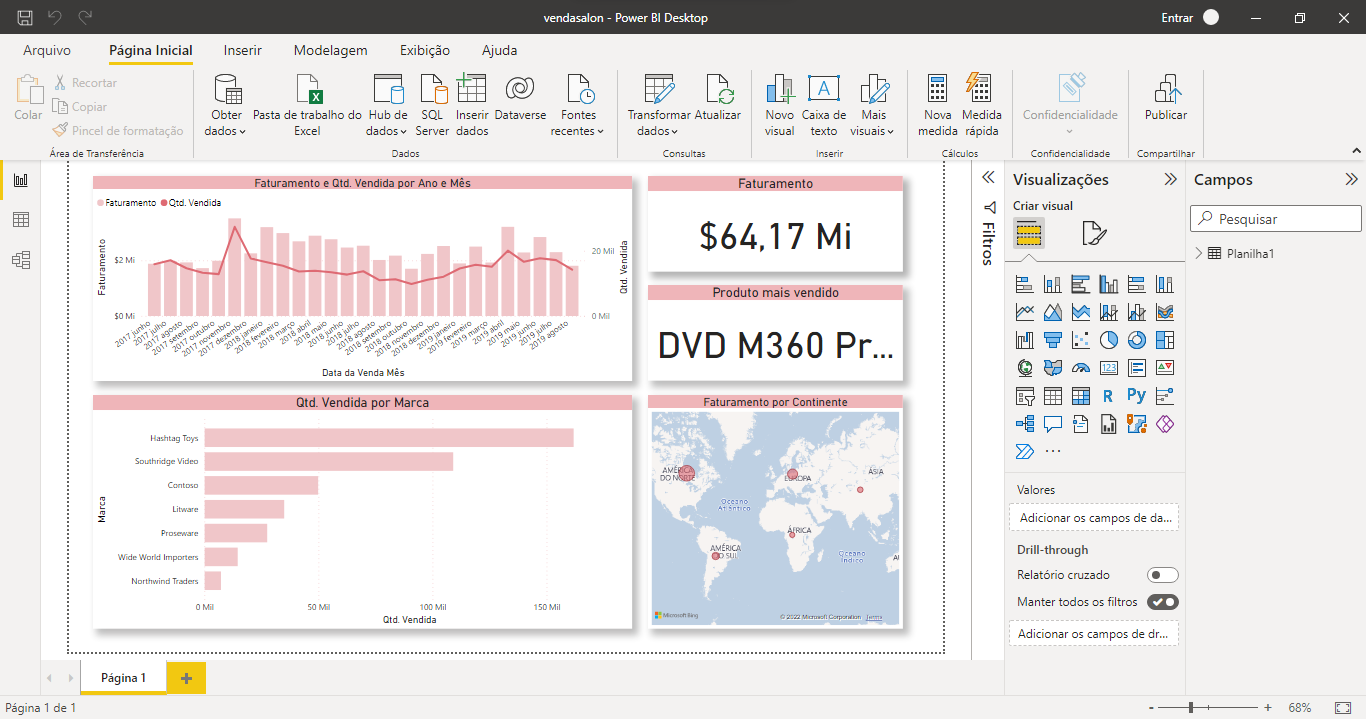 vendasalon - Power BI Desktop
Entrar
Arquivo
Página Inicial
Inserir
Modelagem
Exibição
Ajuda
Colar
Recortar
Copiar
Pincel de formatação
Área de Transferência
Obter
dados
Pasta de trabalho do
Excel
Hub de
dados
SQL
Server
Inserir
dados
Dataverse
Fontes
recentes
Dados
Transformar
dados
Atualizar
Consultas
Novo
visual
Caixa de
texto
Mais
visuais
Inserir
Nova
medida
Medida
rápida
Cálculos
Confidencialidade
Confidencialidade
Publicar
Compartilhar
Faturamento e Qtd. Vendida por Ano e Mês
Faturamento
Qtd. Vendida
Faturamento
$2 Mi
$0 Mi
20 Mil
0 Mil
Qtd. Vendida
2017 junho
2017 julho
2017 agosto
2017 setembro
2017 outubro
2017 novembro
2017 dezembro
2018 janeiro
2018 fevereiro
2018 março
2018 abril
2018 maio
2018 junho
2018 julho
2018 agosto
2018 setembro
2018 outubro
2018 novembro
2018 dezembro
2019 janeiro
2019 fevereiro
2019 março
2019 abril
2019 maio
2019 junho
2019 julho
2019 agosto
Data da Venda Mês
Faturamento
$64,17 Mi
Produto mais vendido
DVD M360 Pr...
Qtd. Vendida por Marca
Marca
Hashtag Toys
Southridge Video
Contoso
Litware
Proseware
Wide World Importers
Northwind Traders
0 Mil
50 Mil
100 Mil
150 Mil
Qtd. Vendida
Faturamento por Continente
AMÉRICA
DO NORTE
EUROPA
ÁSIA
Oceano
Atlântico
ÁFRICA
AMÉRICA
DO SUL
Oceano
Índico
Microsoft Bing
© 2022 Microsoft Corporation
Terms
Filtros
Visualizações
Criar visual
123
R
Py
Valores
Adicionar os campos de da...
Drill-through
Relatório cruzado
Manter todos os filtros
Adicionar os campos de dr...
Campos
Pesquisar
Planilha1
Página 1
Página 1 de 1
68%